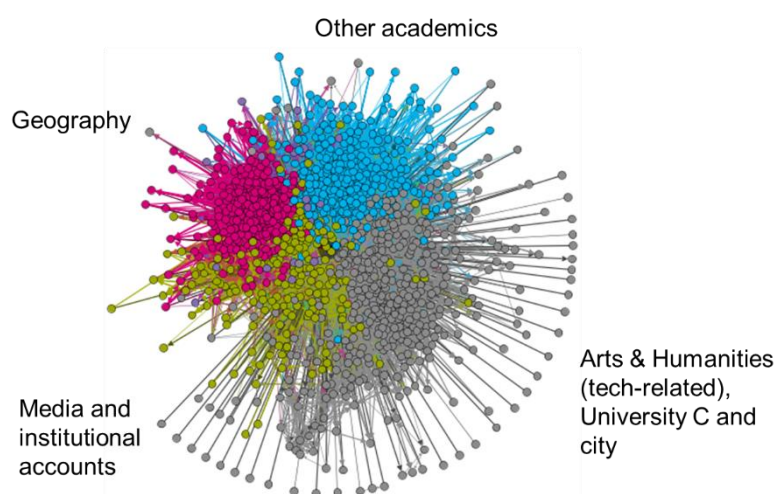 Other academics
Geography
Arts & Humanities
(tech-related),
University C and
city
Media and
institutional
accounts